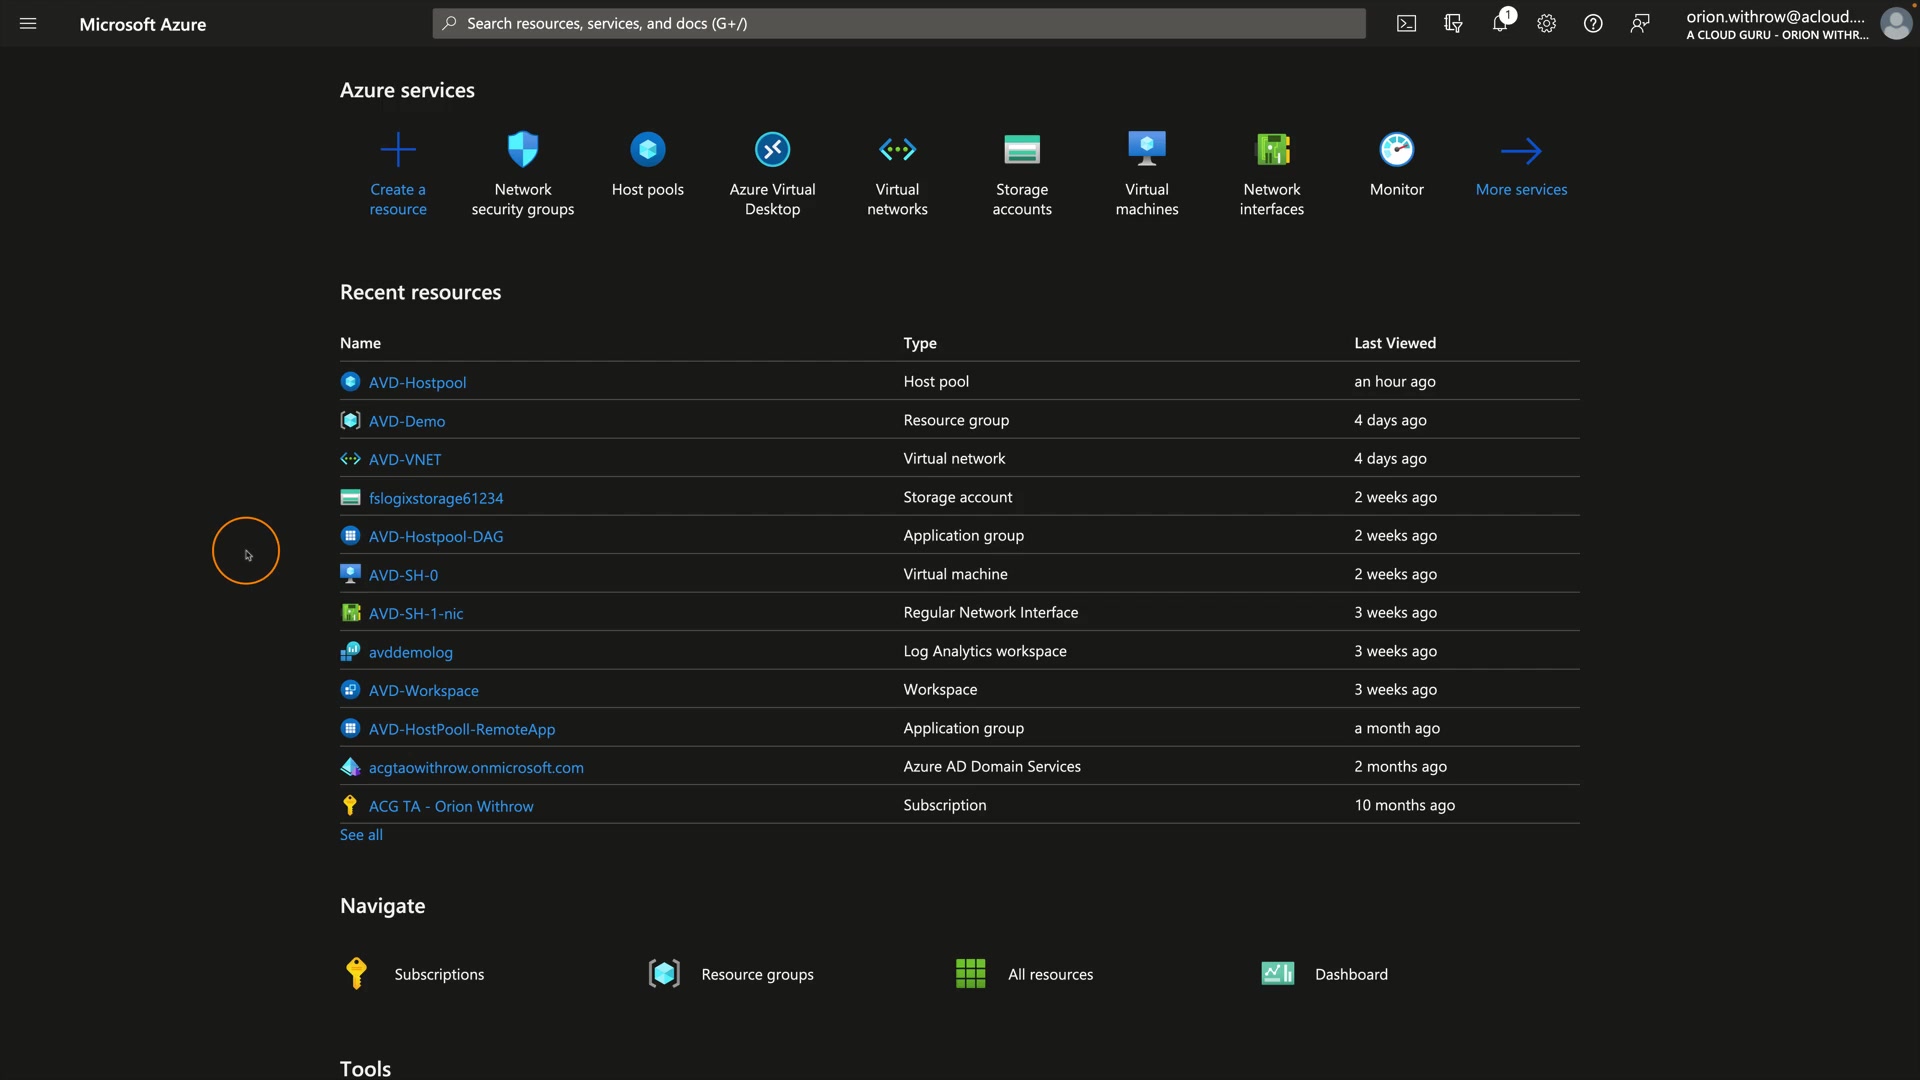 Microsoft Azure
Search resources, services, and docs (G+/)
1
orion.withrow@acloud....
A CLOUD GURU - ORION WITHR...
Azure services
Create a resource
Network security groups
Host pools
Azure Virtual Desktop
Virtual networks
Storage accounts
Virtual machines
Network interfaces
Monitor
More services
Recent resources
Name Type Last Viewed
AVD-Hostpool Host pool an hour ago
AVD-Demo Resource group 4 days ago
AVD-VNET Virtual network 4 days ago
fslogixstorage61234 Storage account 2 weeks ago
AVD-Hostpool-DAG Application group 2 weeks ago
AVD-SH-0 Virtual machine 2 weeks ago
AVD-SH-1-nic Regular Network Interface 3 weeks ago
avddemolog Log Analytics workspace 3 weeks ago
AVD-Workspace Workspace 3 weeks ago
AVD-HostPooll-RemoteApp Application group a month ago
acgtaowithrow.onmicrosoft.com Azure AD Domain Services 2 months ago
ACG TA - Orion Withrow Subscription 10 months ago
See all
Navigate
Subscriptions Resource groups All resources Dashboard
Tools